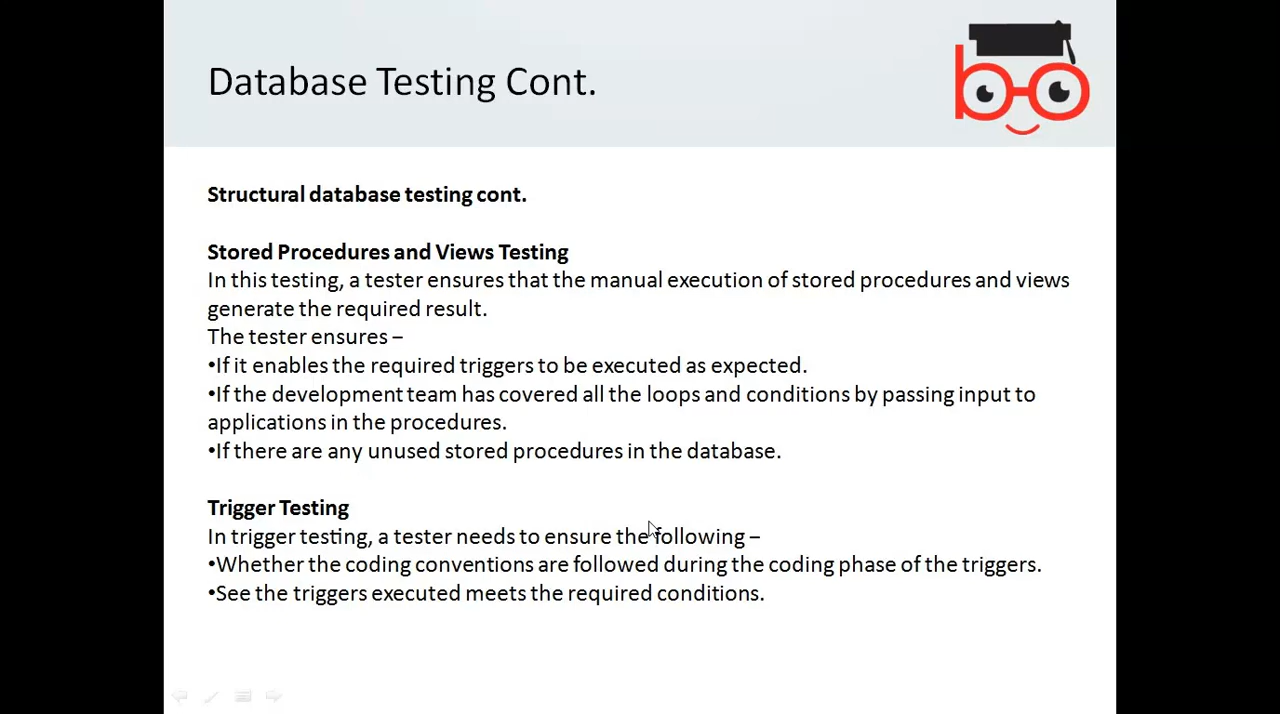 Database Testing Cont.
Structural database testing cont.
Stored Procedures and Views Testing
In this testing, a tester ensures that the manual execution of stored procedures and views
generate the required result.
The tester ensures –
•If it enables the required triggers to be executed as expected.
•If the development team has covered all the loops and conditions by passing input to
applications in the procedures.
•If there are any unused stored procedures in the database.
Trigger Testing
In trigger testing, a tester needs to ensure the following –
•Whether the coding conventions are followed during the coding phase of the triggers.
•See the triggers executed meets the required conditions.